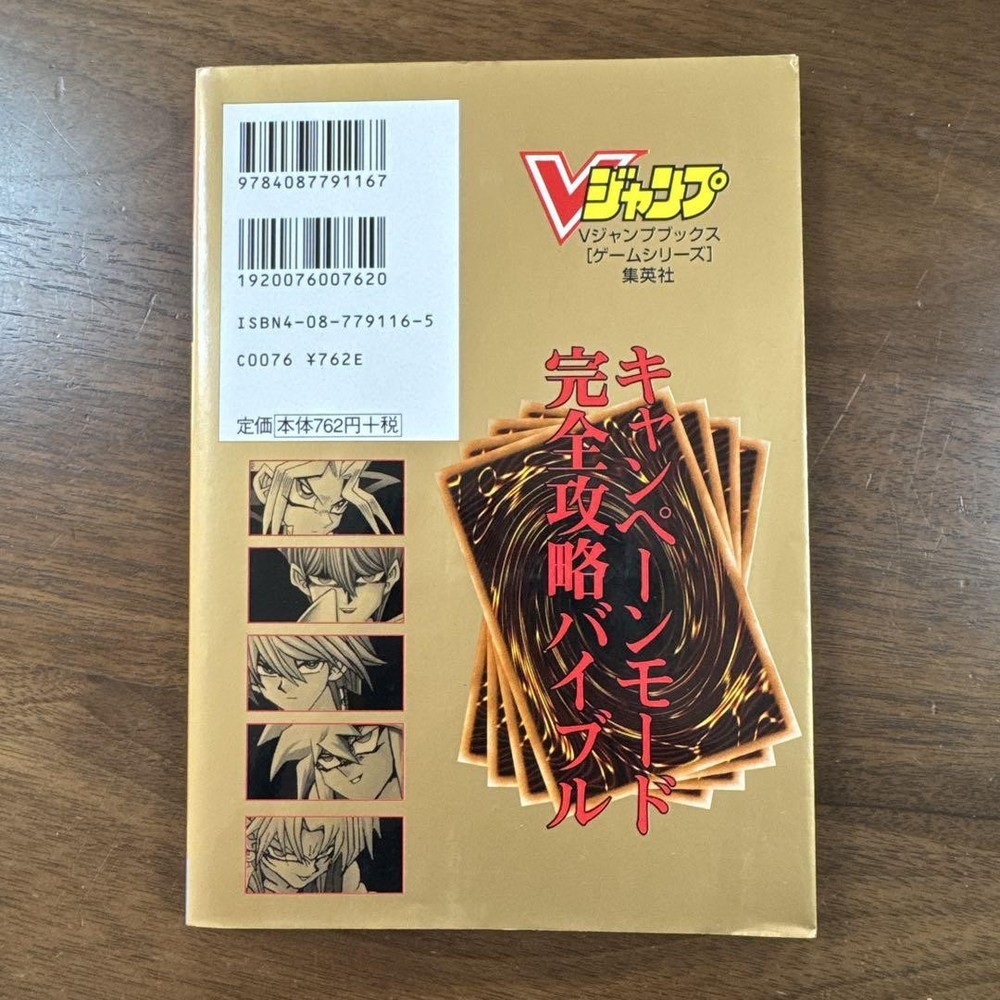 9784087791167
1920076007620
ISBN4-08-779116-5
C0076 ¥762E
定価 本体762円+税
Vジャンプ
Vジャンプブックス
[ゲームシリーズ]
集英社
キャンペーンモード
完全攻略バイブル